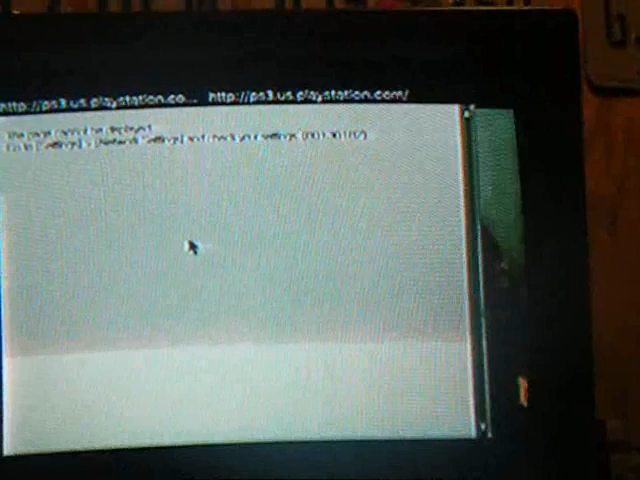 http://ps3.us.playstation.co... http://ps3.us.playstation.com/
The page cannot be displayed.
Go to [Settings] > [Network Settings] and check your settings.